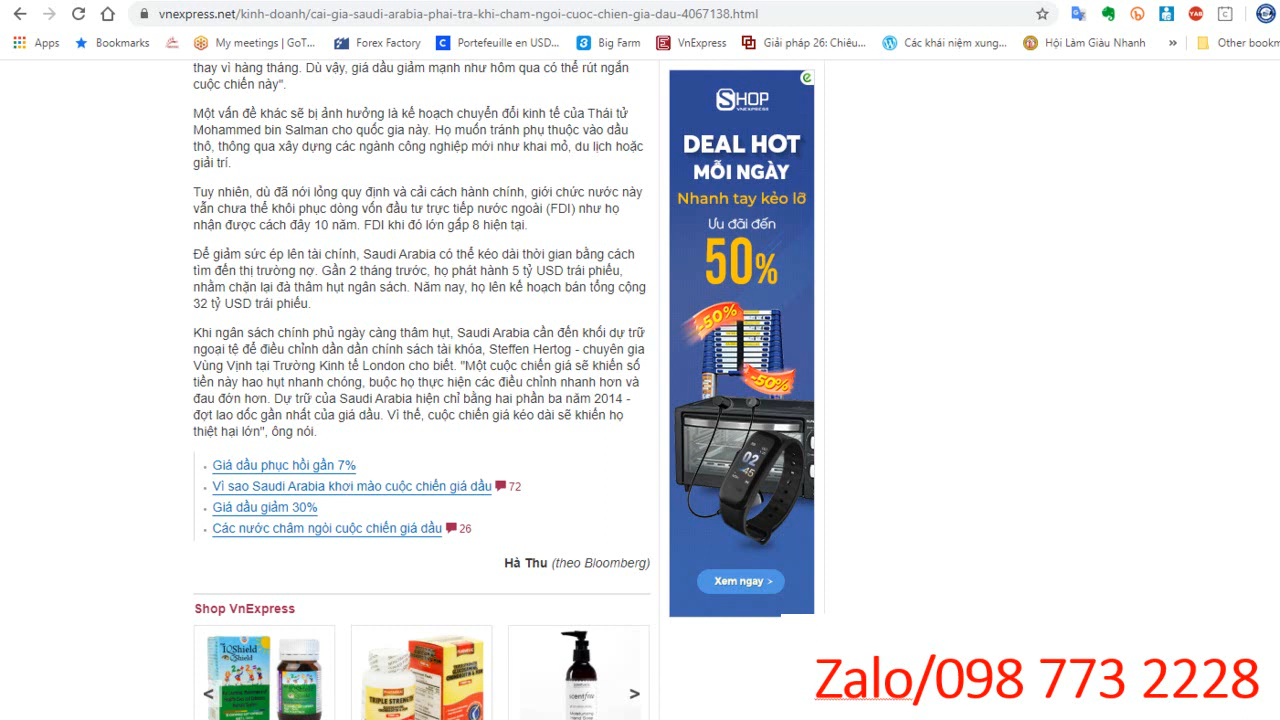 vnexpress.net/kinh-doanh/cai-gia-saudi-arabia-phai-tra-khi-cham-ngoi-cuoc-chien-gia-dau-4067138.html
Apps
Bookmarks
My meetings | GoT...
Forex Factory
Portefeuille en USD...
Big Farm
VnExpress
Giải pháp 26: Chiêu...
Các khái niệm xung...
Hội Làm Giàu Nhanh
»
Other bookm
thay vì hàng tháng. Dù vậy, giá dầu giảm mạnh như hôm qua có thể rút ngắn
cuộc chiến này".
Một vấn đề khác sẽ bị ảnh hưởng là kế hoạch chuyển đổi kinh tế của Thái tử
Mohammed bin Salman cho quốc gia này. Họ muốn tránh phụ thuộc vào dầu
thô, thông qua xây dựng các ngành công nghiệp mới như khai mỏ, du lịch hoặc
giải trí.
Tuy nhiên, dù đã nới lỏng quy định và cải cách hành chính, giới chức nước này
vẫn chưa thể khôi phục dòng vốn đầu tư trực tiếp nước ngoài (FDI) như họ
nhận được cách đây 10 năm. FDI khi đó lớn gấp 8 hiện tại.
Để giảm sức ép lên tài chính, Saudi Arabia có thể kéo dài thời gian bằng cách
tìm đến thị trường nợ. Gần 2 tháng trước, họ phát hành 5 tỷ USD trái phiếu,
nhằm chặn lại đà thâm hụt ngân sách. Năm nay, họ lên kế hoạch bán tổng cộng
32 tỷ USD trái phiếu.
Khi ngân sách chính phủ ngày càng thâm hụt, Saudi Arabia cần đến khối dự trữ
ngoại tệ để điều chỉnh dần dần chính sách tài khóa, Steffen Hertog - chuyên gia
Vùng Vịnh tại Trường Kinh tế London cho biết. "Một cuộc chiến giá sẽ khiến số
tiền này hao hụt nhanh chóng, buộc họ thực hiện các điều chỉnh nhanh hơn và
đau đớn hơn. Dự trữ của Saudi Arabia hiện chỉ bằng hai phần ba năm 2014 -
đợt lao dốc gần nhất của giá dầu. Vì thế, cuộc chiến giá kéo dài sẽ khiến họ
thiệt hại lớn", ông nói.
Giá dầu phục hồi gần 7%
Vì sao Saudi Arabia khơi mào cuộc chiến giá dầu 72
Giá dầu giảm 30%
Các nước châm ngòi cuộc chiến giá dầu 26
Hà Thu (theo Bloomberg)
Shop VnExpress
SHOP
VNEXPRESS
DEAL HOT
MỖI NGÀY
Nhanh tay kẻo lỡ
Ưu đãi đến
50%
-50%
-50%
02
45
Xem ngay >
TRIPLE STRENGTH
Zalo/098 773 2228